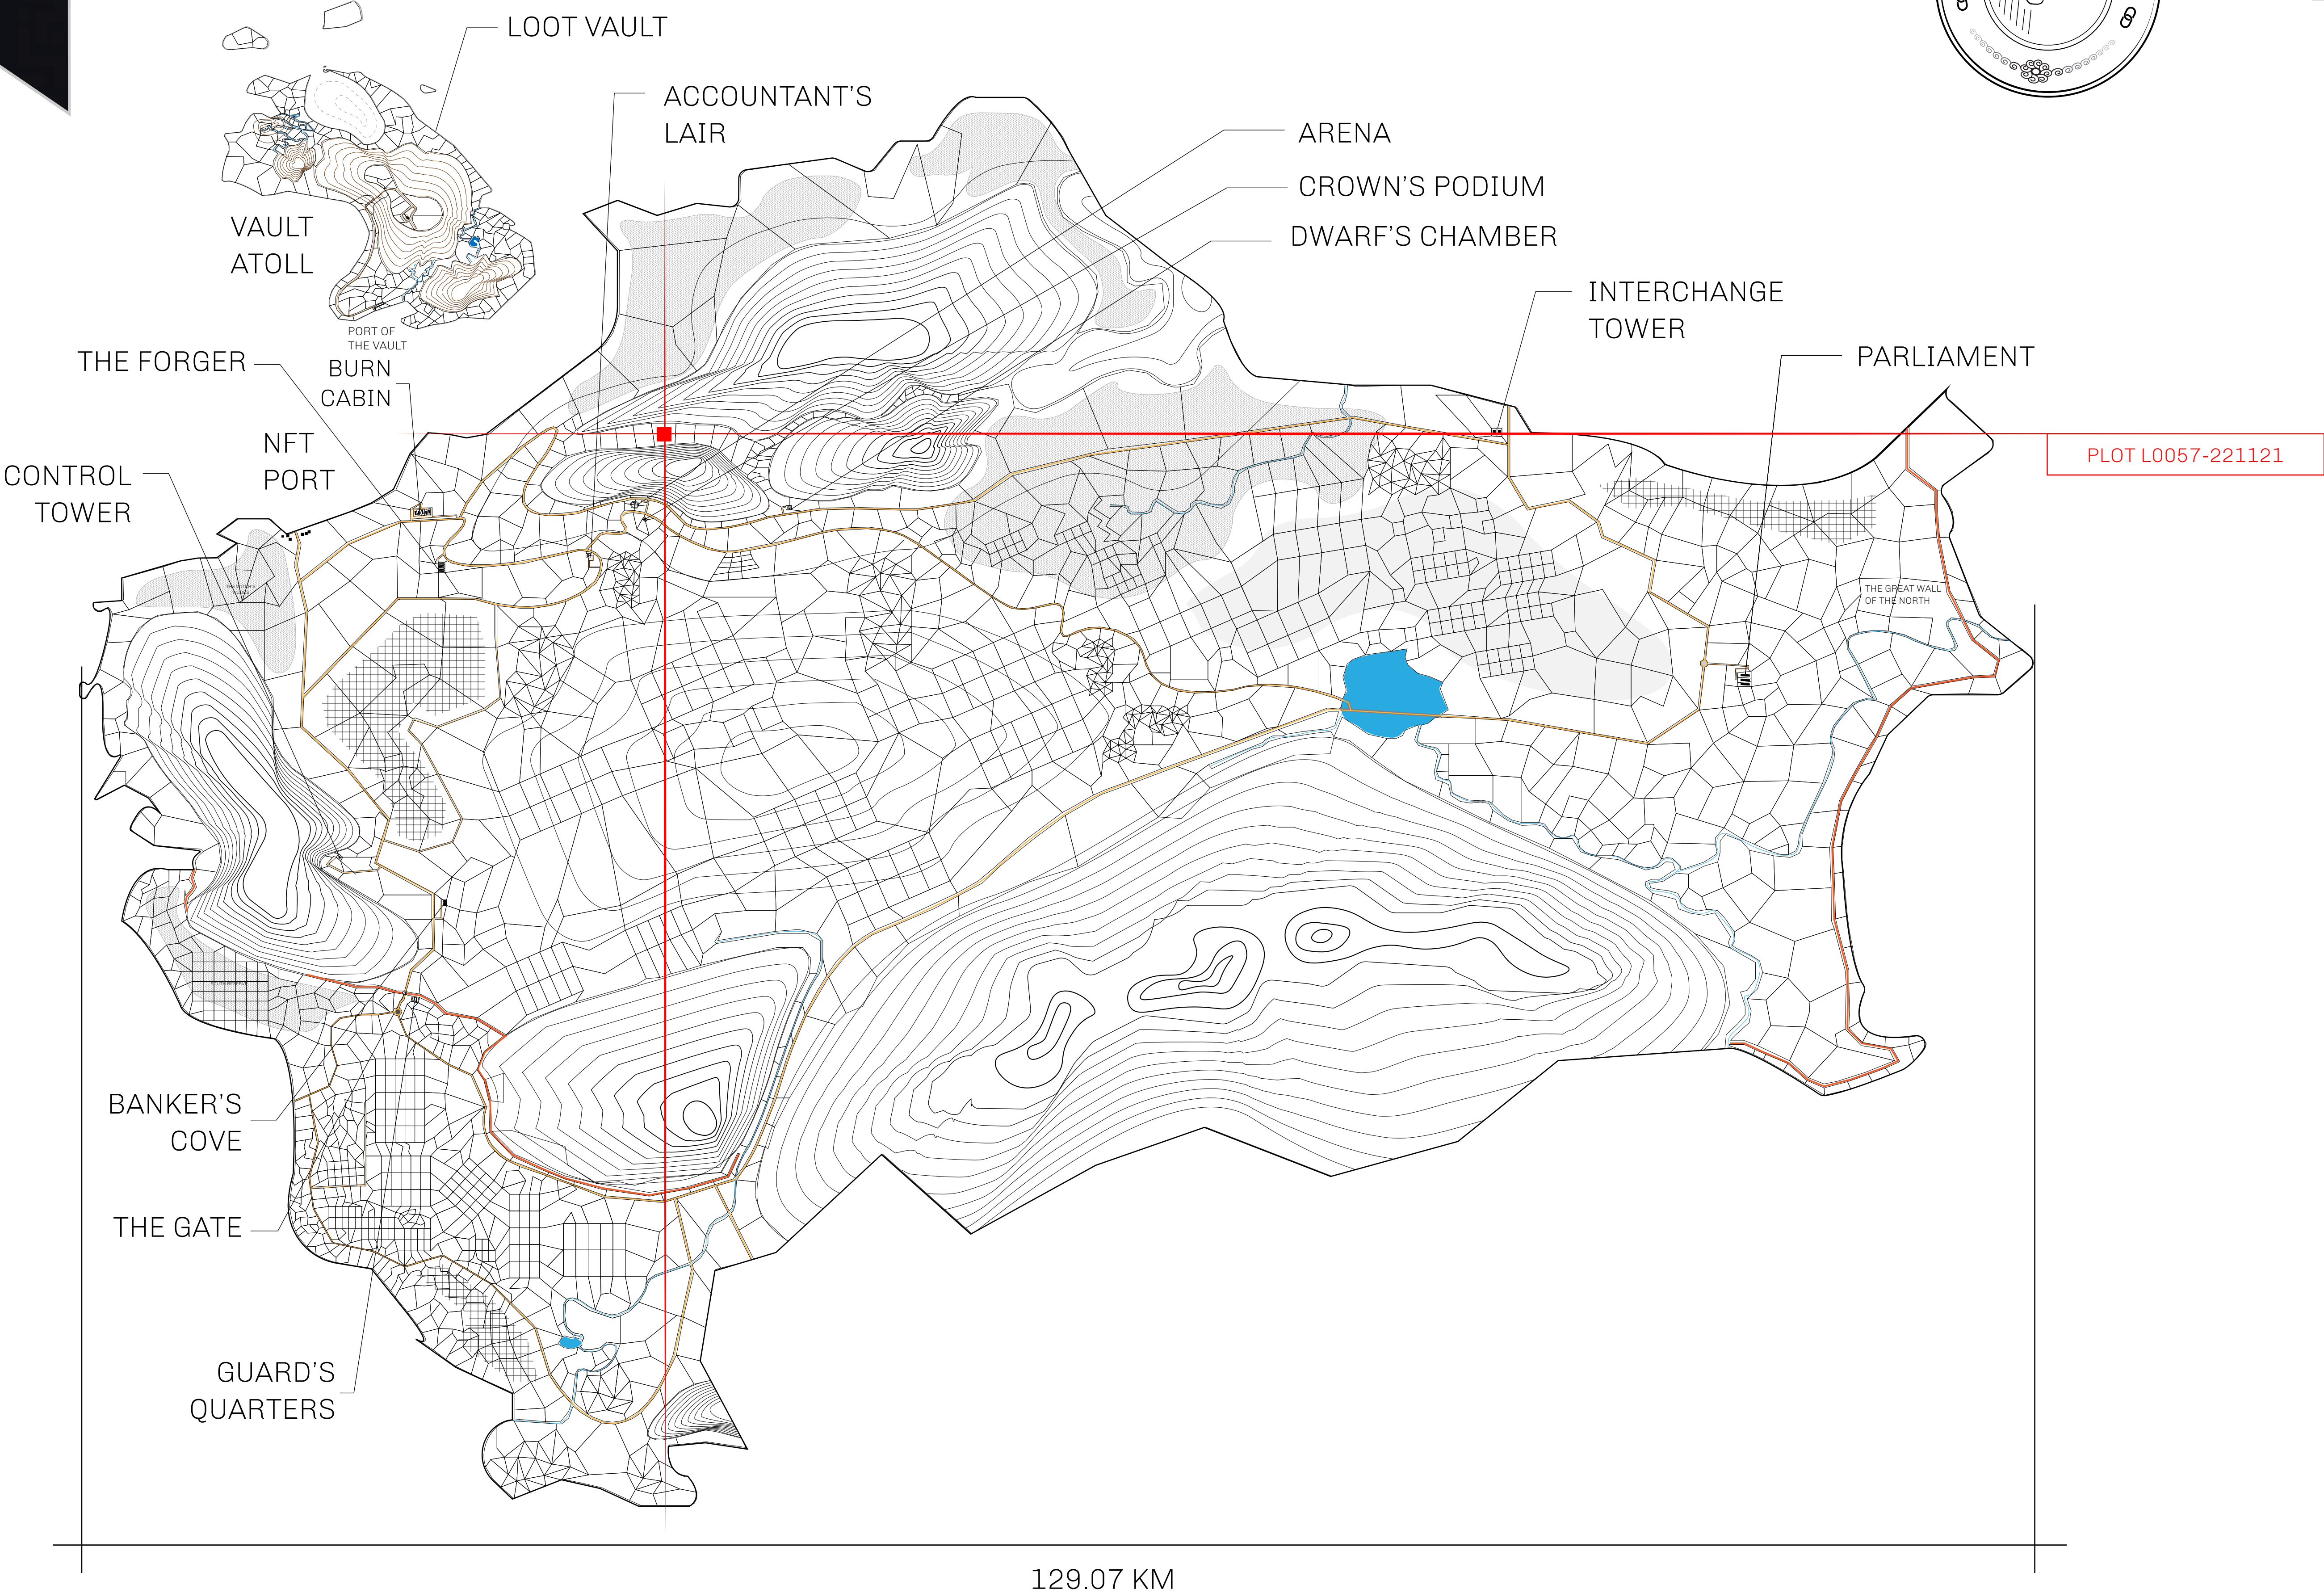 LOOT VAULT
ACCOUNTANT'S
LAIR
ARENA
CROWN'S PODIUM
DWARF'S CHAMBER
VAULT
ATOLL
INTERCHANGE
TOWER
PORT OF
THE VAULT
THE FORGER
BURN
CABIN
PARLIAMENT
NFT
PORT
CONTROL
TOWER
PLOT L0057-221121
THE GREAT WALL
OF THE NORTH
SOUTH RESERVE
BANKER'S
COVE
THE GATE
GUARD'S
QUARTERS
129.07 KM